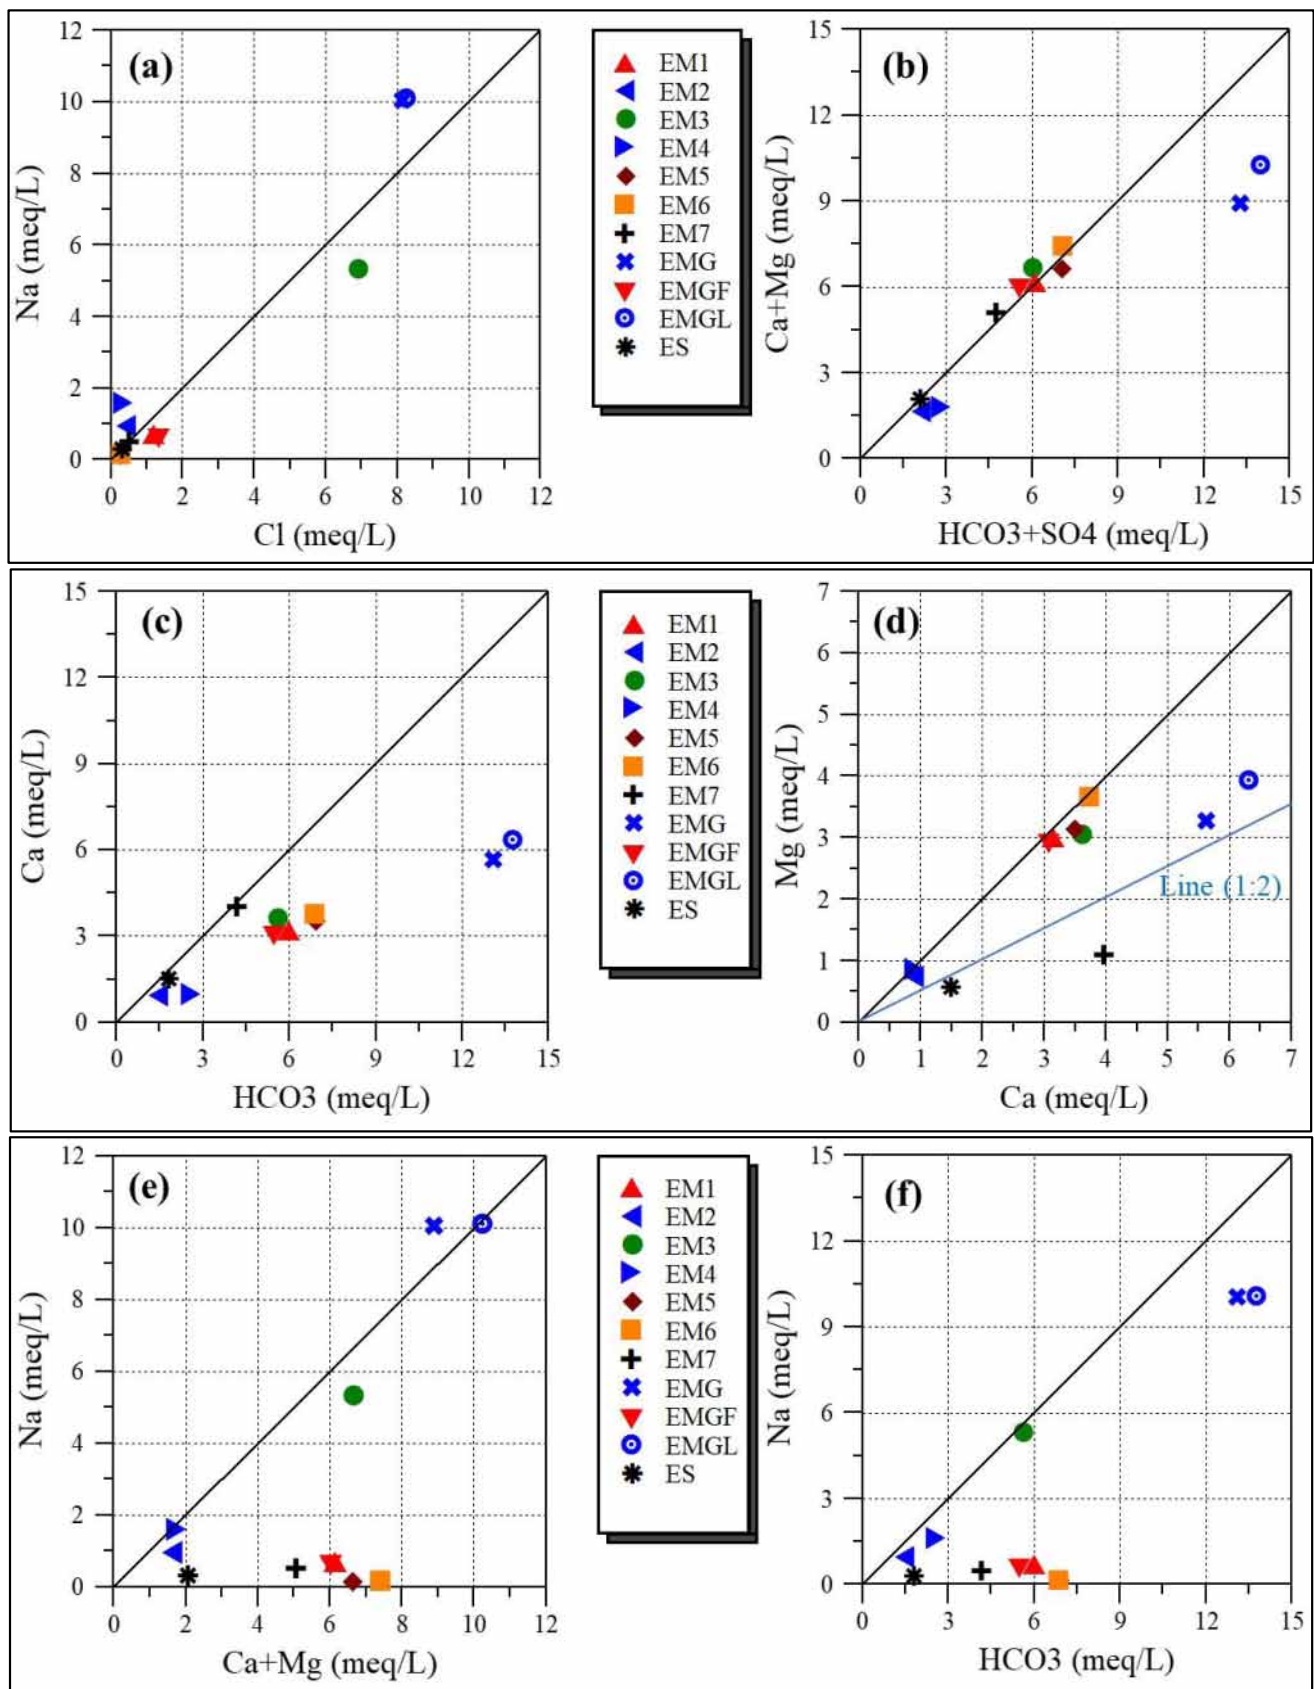 (a)
Na (meq/L)
12
10
8
6
4
2
0
0 2 4 6 8 10 12
Cl (meq/L)
EM1
EM2
EM3
EM4
EM5
EM6
EM7
EMG
EMGF
EMGL
ES
(b)
Ca+Mg (meq/L)
15
12
9
6
3
0
0 3 6 9 12 15
HCO3+SO4 (meq/L)
(c)
Ca (meq/L)
15
12
9
6
3
0
0 3 6 9 12 15
HCO3 (meq/L)
EM1
EM2
EM3
EM4
EM5
EM6
EM7
EMG
EMGF
EMGL
ES
(d)
Mg (meq/L)
7
6
5
4
3
2
1
0
Line (1:2)
0 1 2 3 4 5 6 7
Ca (meq/L)
(e)
Na (meq/L)
12
10
8
6
4
2
0
0 2 4 6 8 10 12
Ca+Mg (meq/L)
EM1
EM2
EM3
EM4
EM5
EM6
EM7
EMG
EMGF
EMGL
ES
(f)
Na (meq/L)
15
12
9
6
3
0
0 3 6 9 12 15
HCO3 (meq/L)